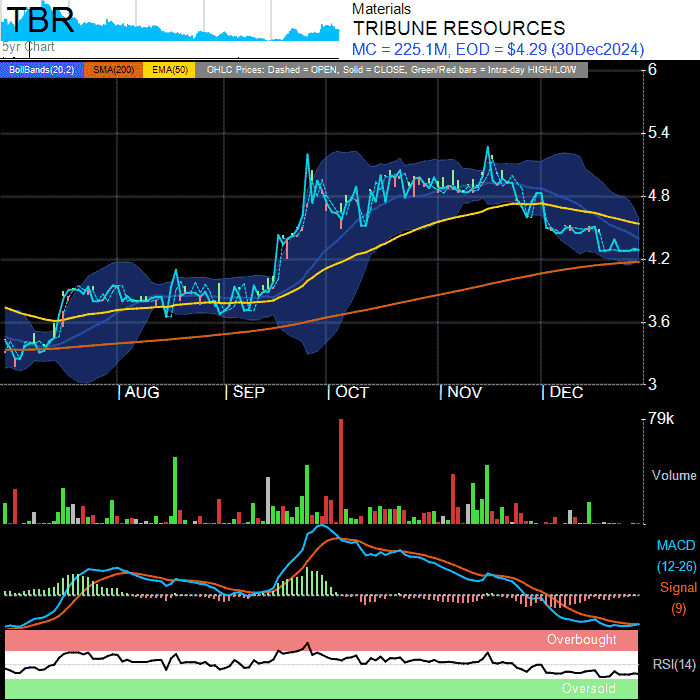 TBR
5yr Chart
Materials
TRIBUNE RESOURCES
MC = 225.1M, EOD = $4.29 (30Dec2024)
BollBands(20,2) SMA(200) EMA(50) OHLC Prices: Dashed = OPEN, Solid = CLOSE, Green/Red bars = Intra-day HIGH/LOW
6
5.4
4.8
4.2
3.6
3
AUG SEP OCT NOV DEC
79k
Volume
MACD
(12-26)
Signal
(9)
Overbought
RSI(14)
Oversold